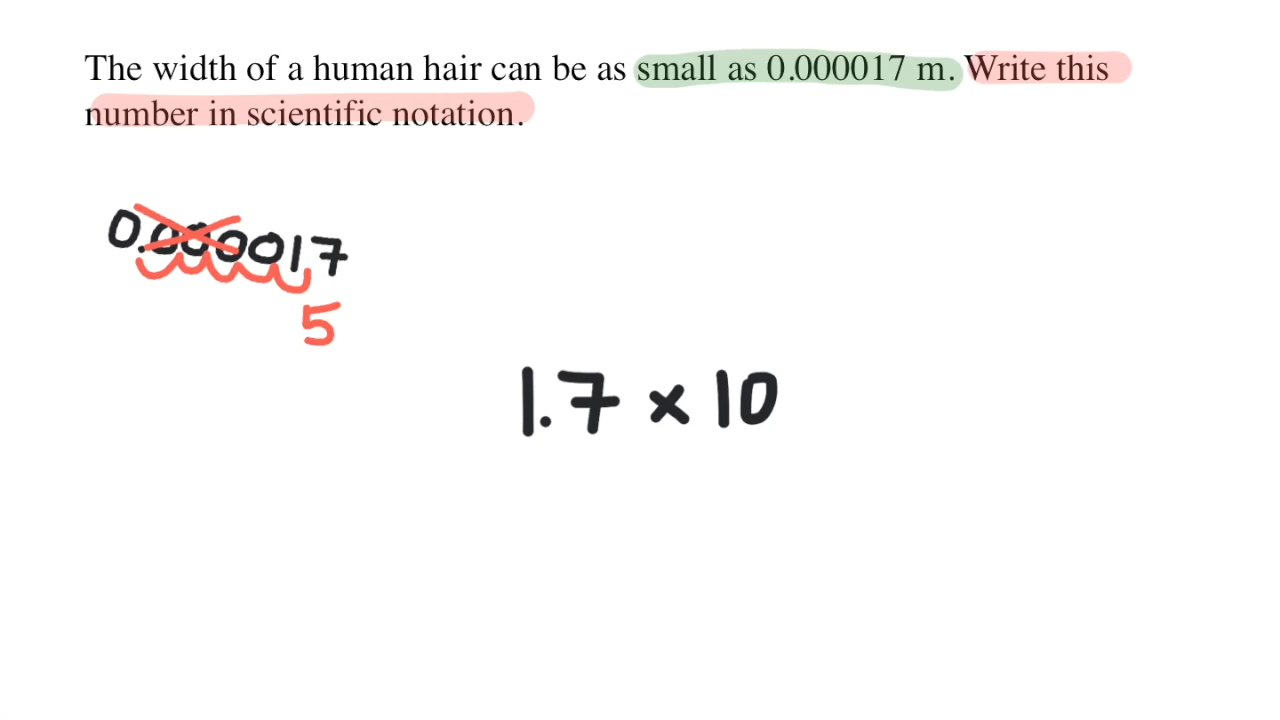 The width of a human hair can be as small as 0.000017 m. Write this
number in scientific notation.
0.000017
5
1.7 × 10